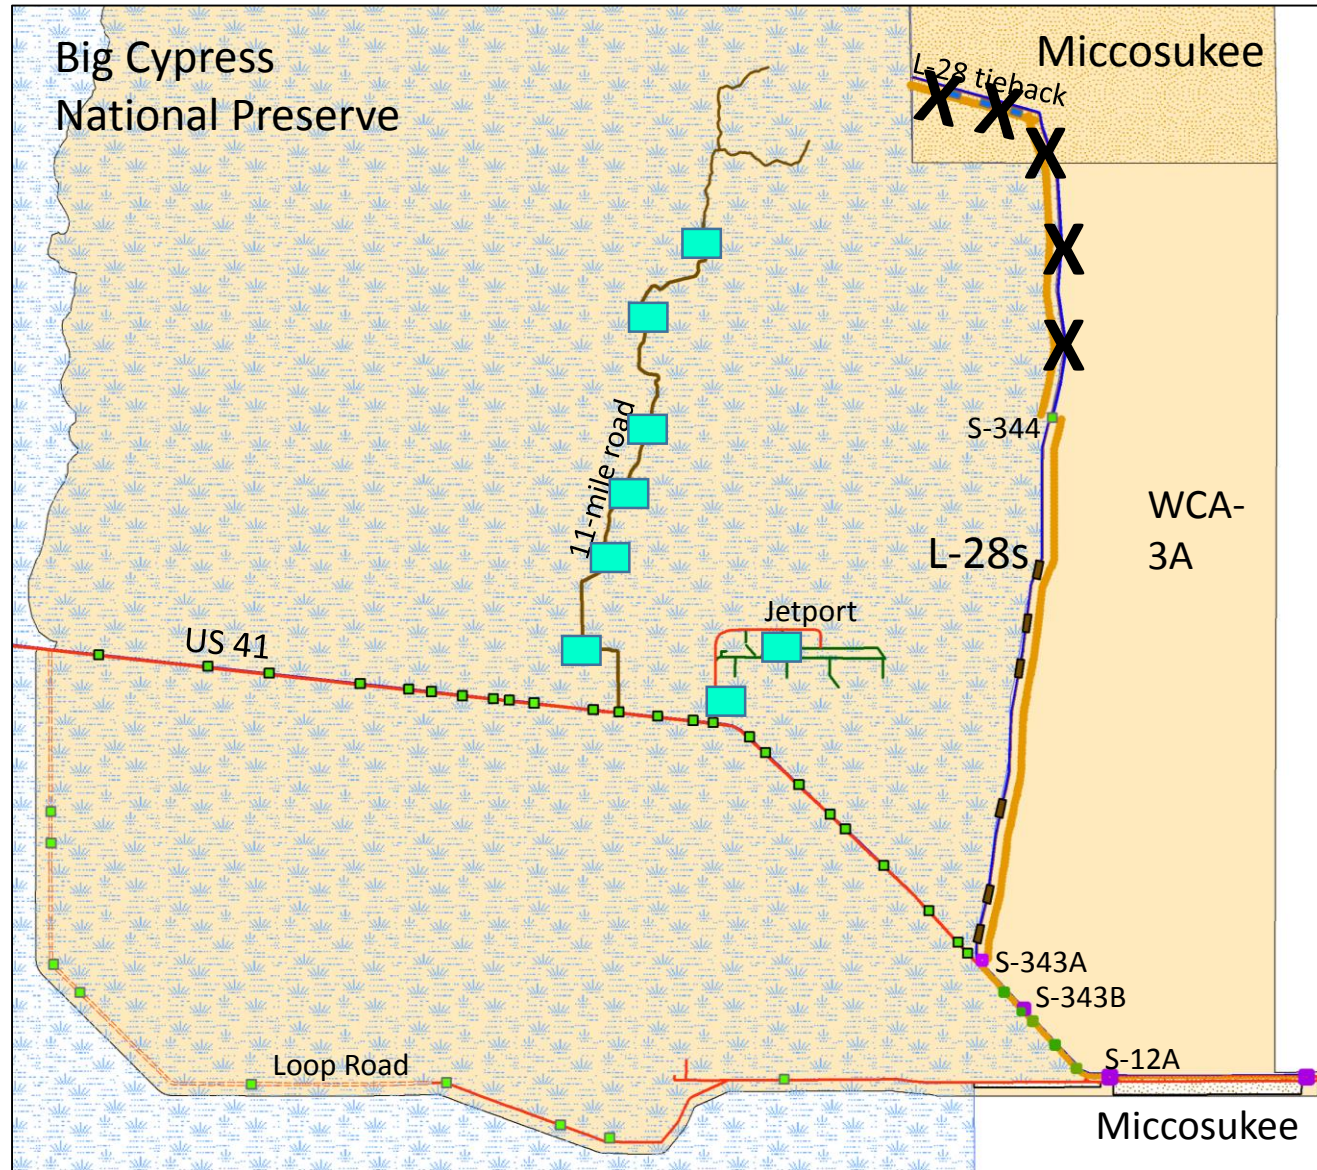 Big Cypress
National Preserve
Miccosukee
L-28 tieback
S-344
11-mile road
WCA-
3A
L-28s
Jetport
US 41
S-343A
S-343B
Loop Road
S-12A
Miccosukee